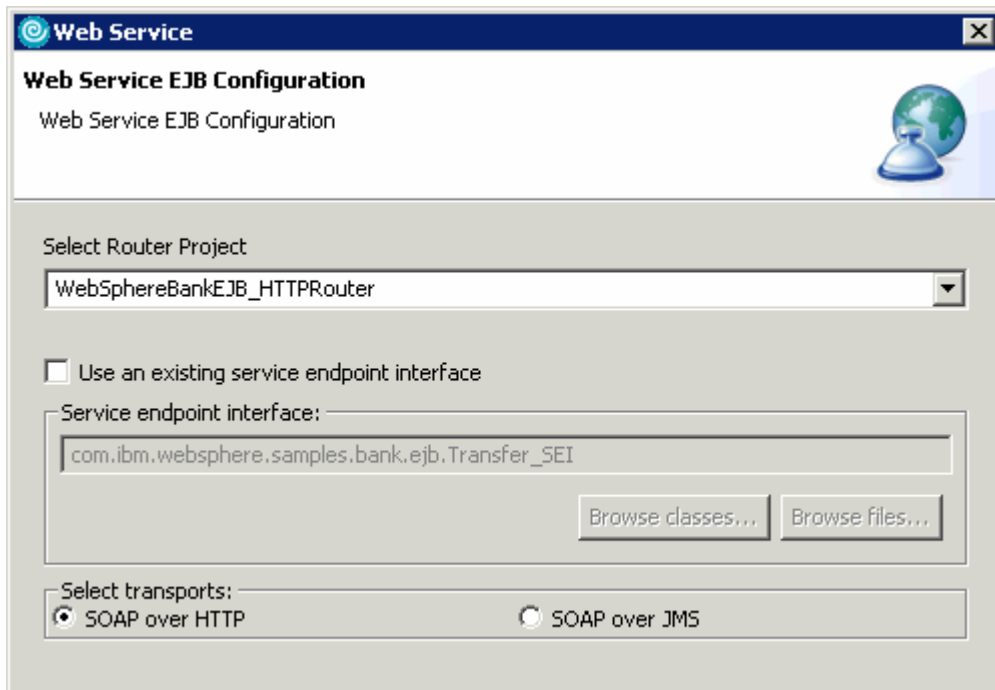 Web Service
Web Service EJB Configuration
Web Service EJB Configuration
Select Router Project
WebSphereBankEJB_HTTPRouter
Use an existing service endpoint interface
Service endpoint interface:
com.ibm.websphere.samples.bank.ejb.Transfer_SEI
Browse classes... Browse files...
Select transports:
SOAP over HTTP SOAP over JMS